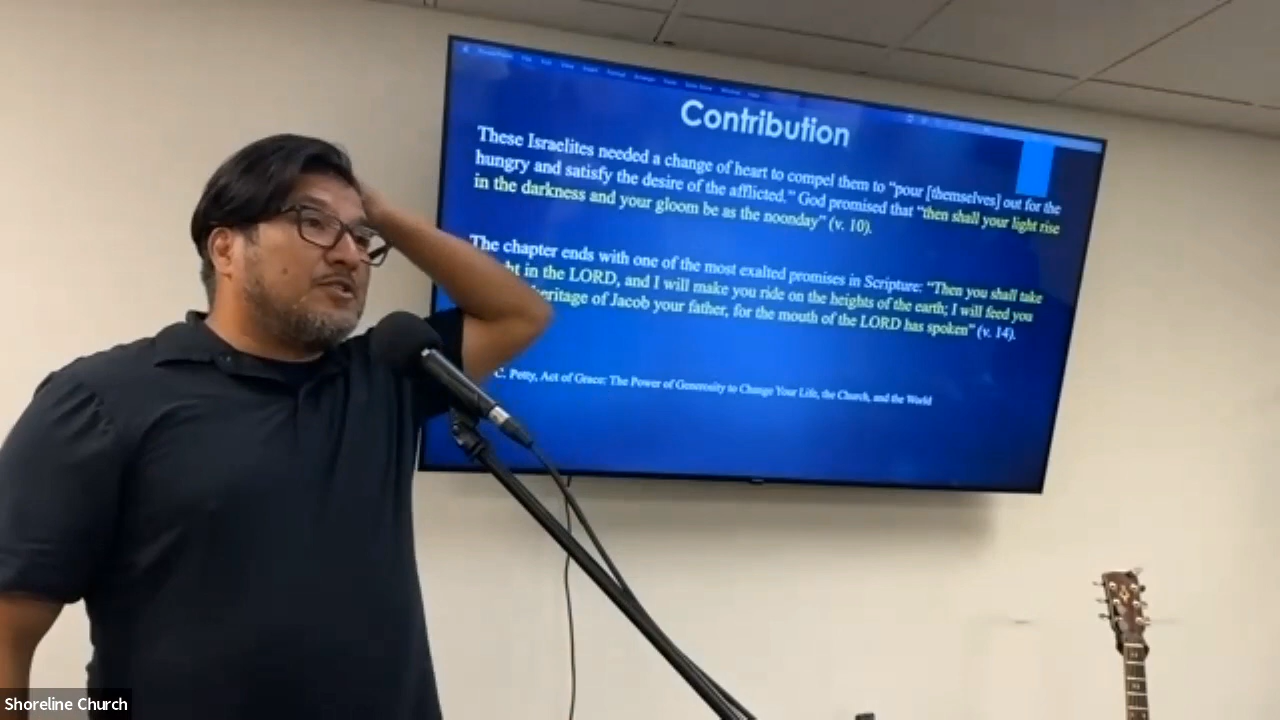 Contribution
These Israelites needed a change of heart to compel them to “pour [themselves] out for the
hungry and satisfy the desire of the afflicted.” God promised that “then shall your light rise
in the darkness and your gloom be as the noonday” (v. 10).
The chapter ends with one of the most exalted promises in Scripture: “Then you shall take
in the LORD, and I will make you ride on the heights of the earth; I will feed you
heritage of Jacob your father, for the mouth of the LORD has spoken” (v. 14).
C. Petty, Act of Grace: The Power of Generosity to Change Your Life, the Church, and the World
Shoreline Church